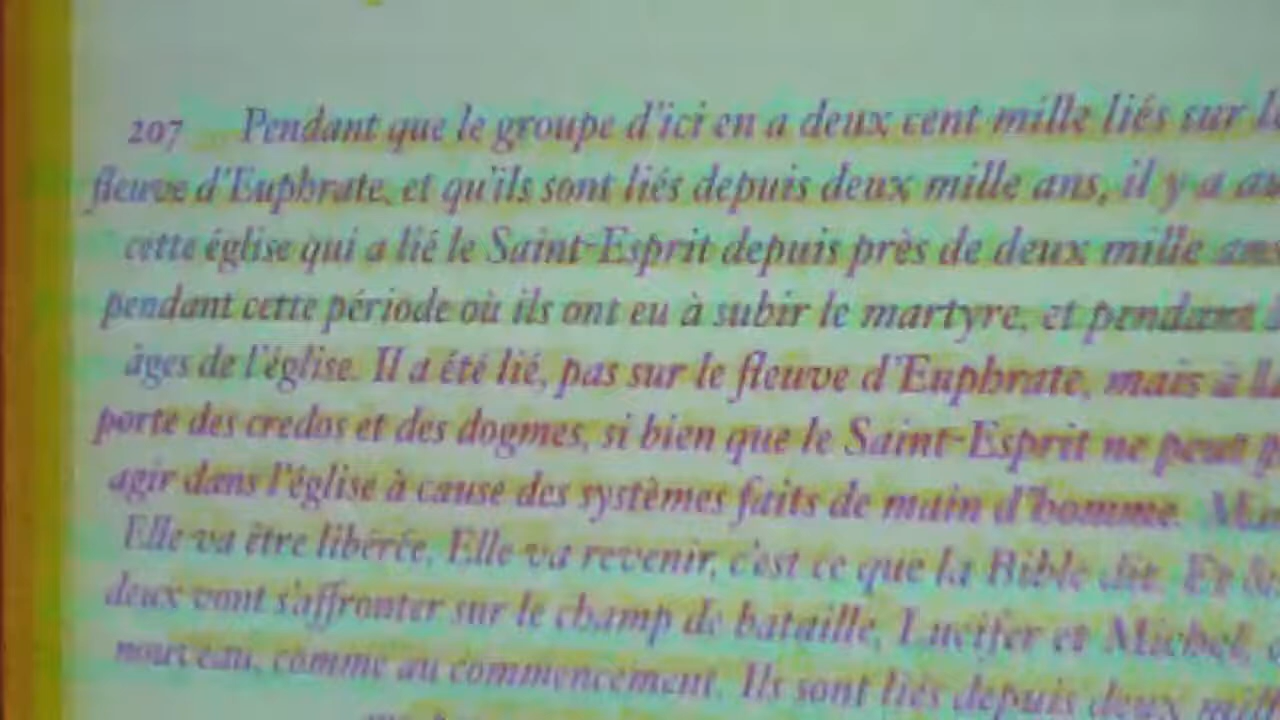 207 Pendant que le groupe d'ici en a deux cent mille liés sur
fleuve d'Euphrate, et qu'ils sont liés depuis deux mille ans, il y a
cette église qui a lié le Saint-Esprit depuis près de deux mille ans
pendant cette période où ils ont eu à subir le martyre, et pendant
âges de l'église. Il a été lié, pas sur le fleuve d'Euphrate, mais à la
porte des credos et des dogmes, si bien que le Saint-Esprit ne peut
agir dans l'église à cause des systèmes faits de main d'homme.
Elle va être libérée, Elle va revenir, c'est ce que la Bible dit. Et
deux vont s'affronter sur le champ de bataille, Lucifer et Michel,
nouveau, comme au commencement. Ils sont liés depuis deux